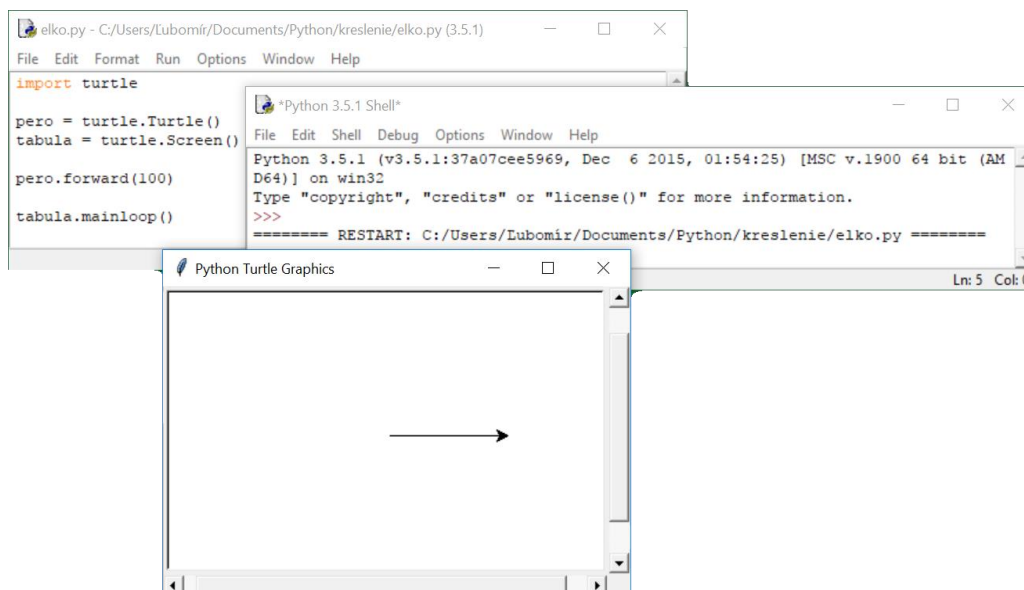 elko.py - C:/Users/Ľubomír/Documents/Python/kreslenie/elko.py (3.5.1)
File Edit Format Run Options Window Help
import turtle
pero = turtle.Turtle()
tabula = turtle.Screen()
pero.forward(100)
tabula.mainloop()
*Python 3.5.1 Shell*
File Edit Shell Debug Options Window Help
Python 3.5.1 (v3.5.1:37a07cee5969, Dec  6 2015, 01:54:25) [MSC v.1900 64 bit (AM
D64)] on win32
Type "copyright", "credits" or "license()" for more information.
>>>
======== RESTART: C:/Users/Ľubomír/Documents/Python/kreslenie/elko.py ========
Ln: 5 Col:
Python Turtle Graphics